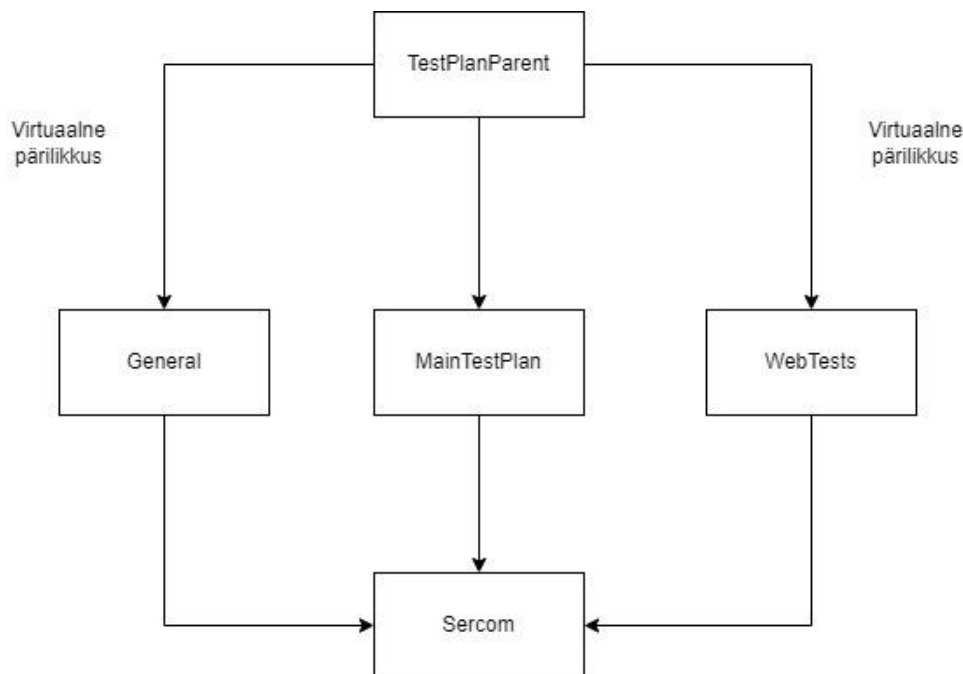 TestPlanParent
Virtuaalne
pärilikkus
Virtuaalne
pärilikkus
General
MainTestPlan
WebTests
Sercom